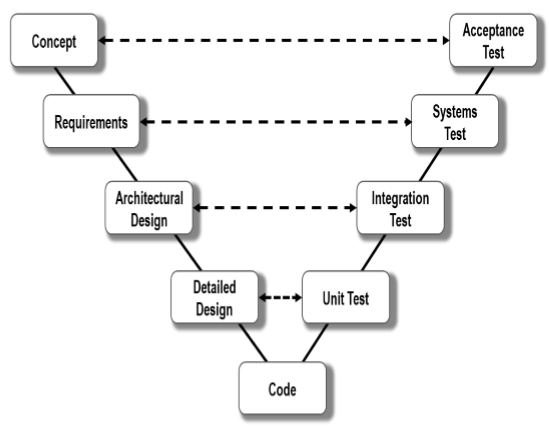 Concept
Acceptance
Test
Requirements
Systems
Test
Architectural
Design
Integration
Test
Detailed
Design
Unit Test
Code